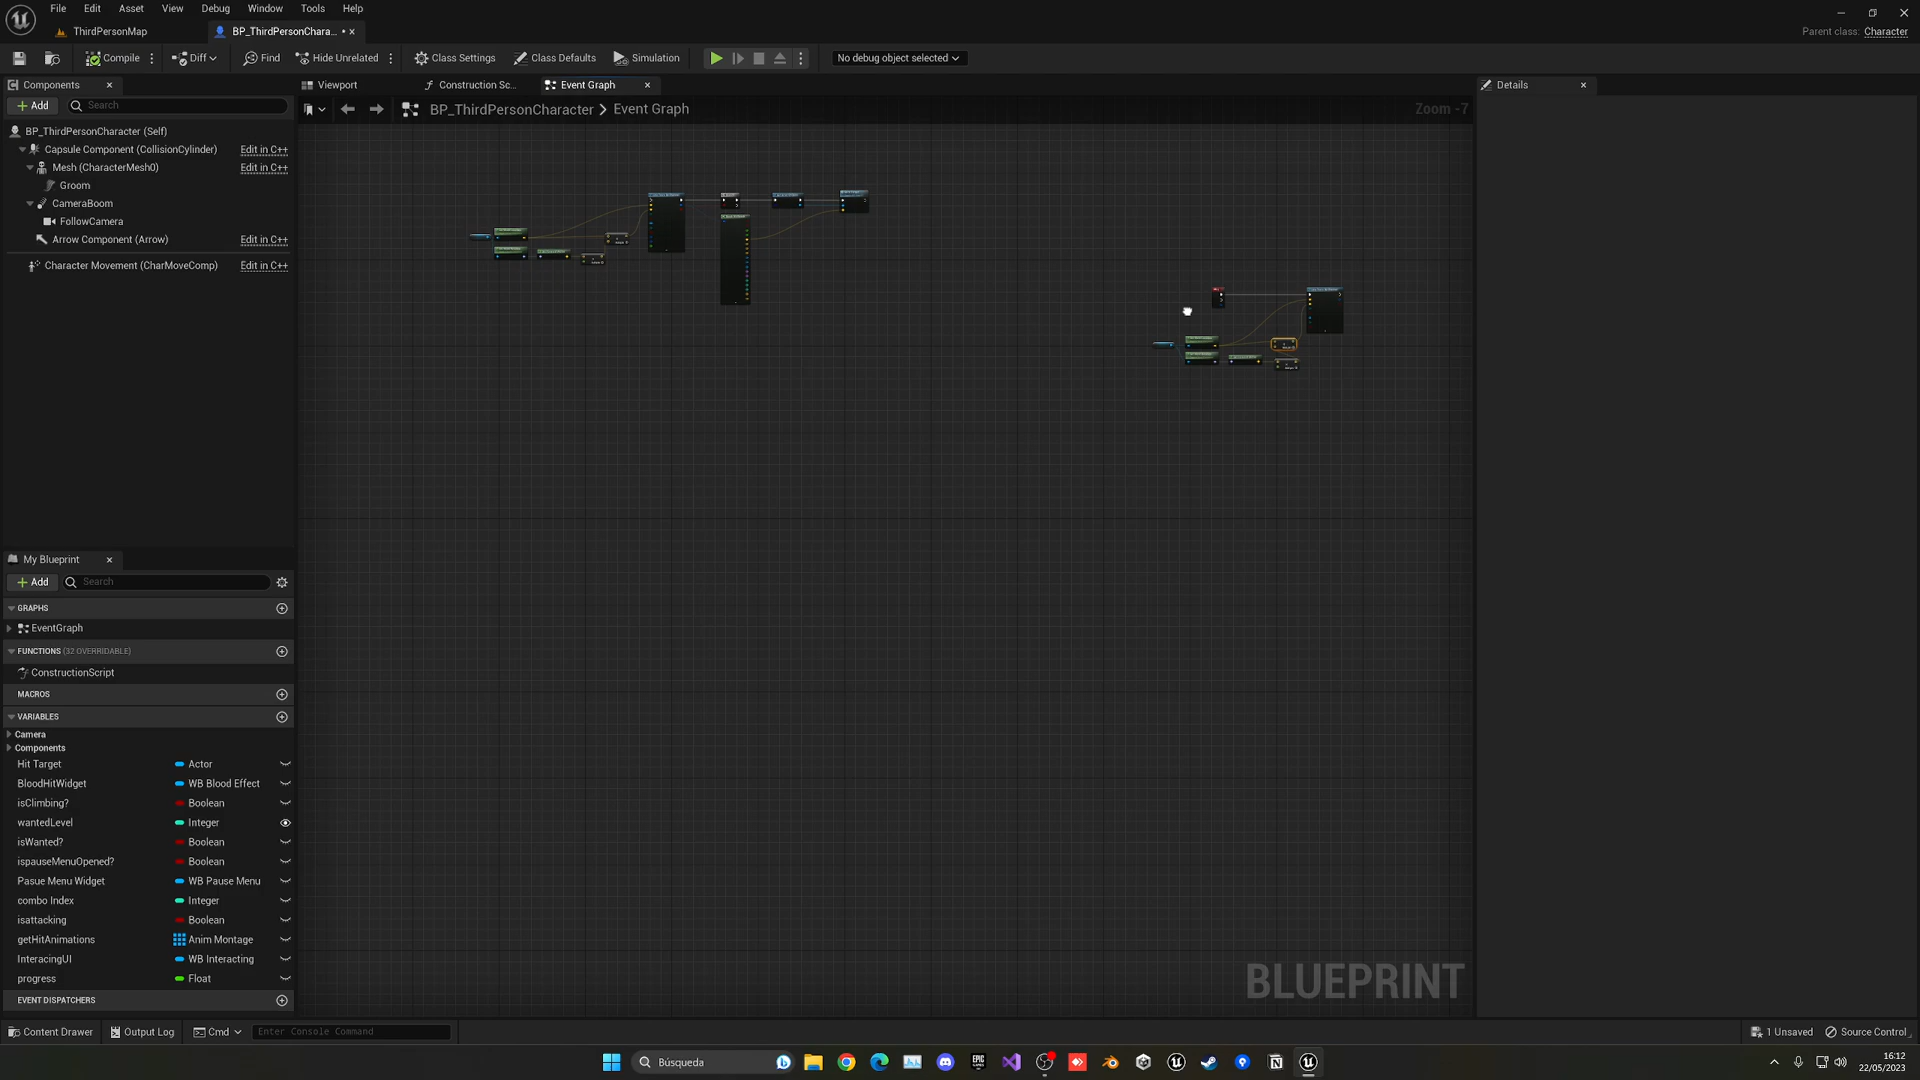 File Edit Asset View Debug Window Tools Help
ThirdPersonMap
BP_ThirdPersonChara... •
Parent class: Character
Compile
Diff
Find
Hide Unrelated
Class Settings
Class Defaults
Simulation
No debug object selected
Components
Viewport
Construction Sc...
Event Graph
Details
Add
Search
BP_ThirdPersonCharacter > Event Graph
Zoom -7
BP_ThirdPersonCharacter (Self)
Capsule Component (CollisionCylinder) Edit in C++
Mesh (CharacterMesh0) Edit in C++
Groom
CameraBoom
FollowCamera
Arrow Component (Arrow) Edit in C++
Character Movement (CharMoveComp) Edit in C++
My Blueprint
Add
Search
GRAPHS
EventGraph
FUNCTIONS (32 OVERRIDABLE)
ConstructionScript
MACROS
VARIABLES
Camera
Components
Hit Target Actor
BloodHitWidget WB Blood Effect
isClimbing? Boolean
wantedLevel Integer
isWanted? Boolean
ispauseMenuOpened? Boolean
Pasue Menu Widget WB Pause Menu
combo Index Integer
isattacking Boolean
getHitAnimations Anim Montage
InteracingUI WB Interacting
progress Float
EVENT DISPATCHERS
BLUEPRINT
Content Drawer
Output Log
Cmd
Enter Console Command
1 Unsaved
Source Control
Búsqueda
EPIC GAMES
16:12
22/05/2023